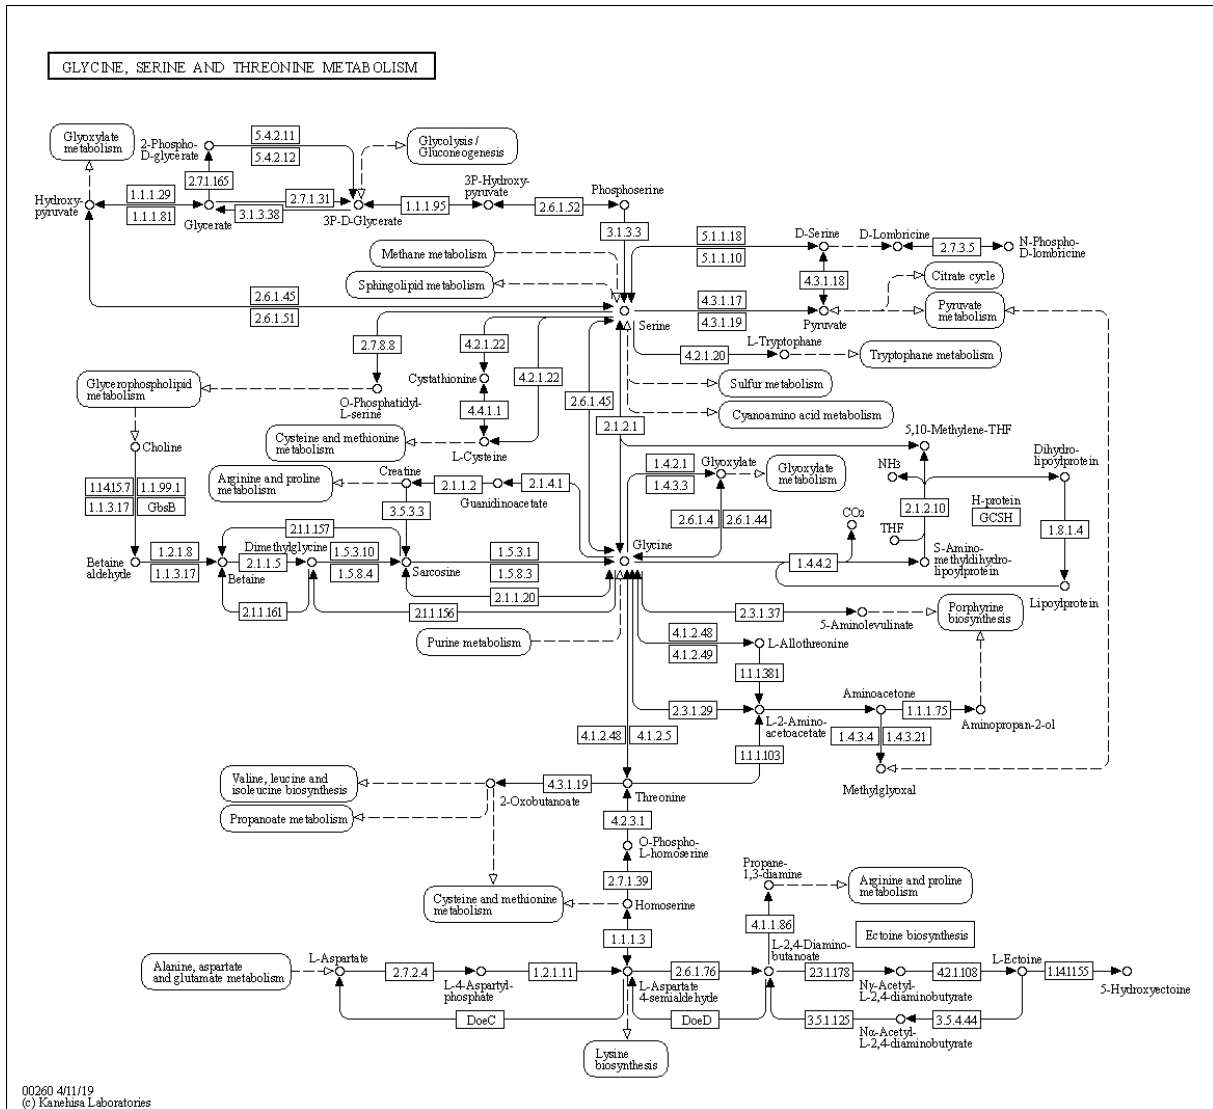 GLYCINE, SERINE AND THREONINE METABOLISM
Glyoxylate
metabolism
2-Phospho-
D-glycerate
5.4.2.11
5.4.2.12
Glycolysis /
Gluconeogenesis
2.7.1.165
Hydroxy-
pyruvate
1.1.1.29
1.1.1.81
Glycerate
2.7.1.31
3.1.3.38
3P-D-Glycerate
1.1.1.95
3P-Hydroxy-
pyruvate
2.6.1.52
Phosphoserine
3.1.3.3
Methane metabolism
Sphingolipid metabolism
5.1.1.18
5.1.1.10
D-Serine
D-Lombricine
2.7.3.5
N-Phospho-
D-lombricine
4.3.1.18
Citrate cycle
2.6.1.45
2.6.1.51
Serine
4.3.1.17
4.3.1.19
Pyruvate
Pyruvate
metabolism
2.7.8.8
4.2.1.22
4.2.1.22
L-Tryptophane
4.2.1.20
Tryptophane metabolism
Glycerophospholipid
metabolism
O-Phosphatidyl-
L-serine
Cystathionine
4.4.1.1
2.6.1.45
2.1.2.1
Sulfur metabolism
Cyanoamino acid metabolism
Choline
Cysteine and methionine
metabolism
L-Cysteine
5,10-Methylene-THF
Dihydro-
lipoylprotein
Arginine and proline
metabolism
Creatine
2.1.1.2
Guanidinoacetate
2.1.4.1
1.4.2.1
1.4.3.3
Glyoxylate
Glyoxylate
metabolism
NH3
1.14.15.7
1.1.99.1
1.1.3.17
GbsB
3.5.3.3
2.6.1.4
2.6.1.44
CO2
THF
2.1.2.10
H-protein
GCSH
1.8.1.4
2.1.1.157
Betaine
aldehyde
1.2.1.8
1.1.3.17
Betaine
2.1.1.5
Dimethylglycine
1.5.3.10
1.5.8.4
Sarcosine
1.5.3.1
1.5.8.3
Glycine
1.4.4.2
S-Amino-
methyldihydro-
lipoylprotein
Lipoylprotein
2.1.1.161
2.1.1.156
2.1.1.20
Purine metabolism
2.3.1.37
5-Aminolevulinate
Porphyrine
biosynthesis
4.1.2.48
4.1.2.49
L-Allothreonine
1.1.1.381
2.3.1.29
L-2-Amino-
acetoacetate
Aminoacetone
1.1.1.75
Aminopropan-2-ol
4.1.2.48
4.1.2.5
1.1.1.103
1.4.3.4
1.4.3.21
Methylglyoxal
Valine, leucine and
isoleucine biosynthesis
4.3.1.19
2-Oxobutanoate
Threonine
Propanoate metabolism
4.2.3.1
O-Phospho-
L-homoserine
2.7.1.39
Cysteine and methionine
metabolism
Homoserine
1.1.1.3
Propane-
1,3-diamine
Arginine and proline
metabolism
4.1.1.86
Ectoine biosynthesis
Alanine, aspartate
and glutamate metabolism
L-Aspartate
2.7.2.4
L-4-Aspartyl-
phosphate
1.2.1.11
L-Aspartate
4-semialdehyde
2.6.1.76
L-2,4-Diamino-
butanoate
2.3.1.178
Nγ-Acetyl-
L-2,4-diaminobutyrate
4.2.1.108
L-Ectoine
1.14.11.55
5-Hydroxyectoine
DoeC
DoeD
3.5.1.125
Nα-Acetyl-
L-2,4-diaminobutyrate
3.5.4.44
Lysine
biosynthesis
00260 4/11/19
(c) Kanehisa Laboratories